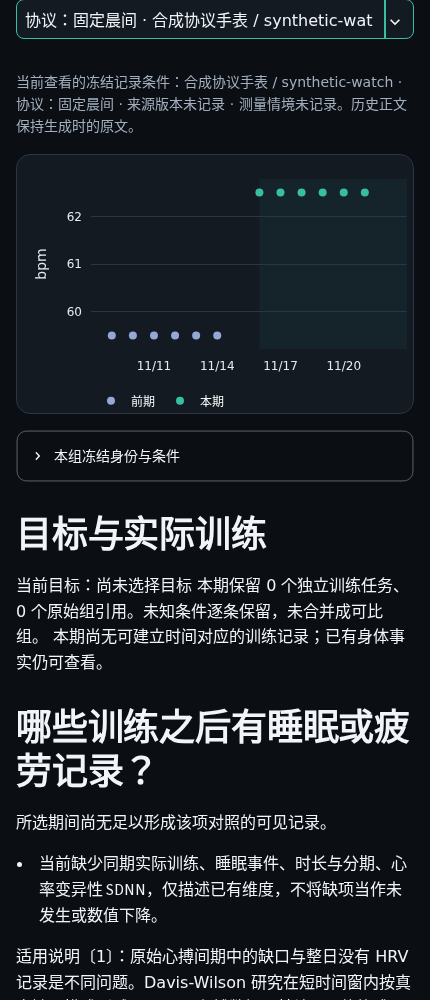 协议：固定晨间 · 合成协议手表 / synthetic-wat
当前查看的冻结记录条件：合成协议手表 / synthetic-watch ·
协议：固定晨间 · 来源版本未记录 · 测量情境未记录。历史正文
保持生成时的原文。
62
61
60
bpm
11/11 11/14 11/17 11/20
前期 本期
本组冻结身份与条件
目标与实际训练
当前目标：尚未选择目标 本期保留 0 个独立训练任务、
0 个原始组引用。未知条件逐条保留，未合并成可比
组。 本期尚无可建立时间对应的训练记录；已有身体事
实仍可查看。
哪些训练之后有睡眠或疲
劳记录？
所选期间尚无足以形成该项对照的可见记录。
• 当前缺少同期实际训练、睡眠事件、时长与分期、心
率变异性 SDNN，仅描述已有维度，不将缺项当作未
发生或数值下降。
适用说明〔1〕：原始心搏间期中的缺口与整日没有 HRV
记录是不同问题。Davis-Wilson 研究在短时间窗内按真